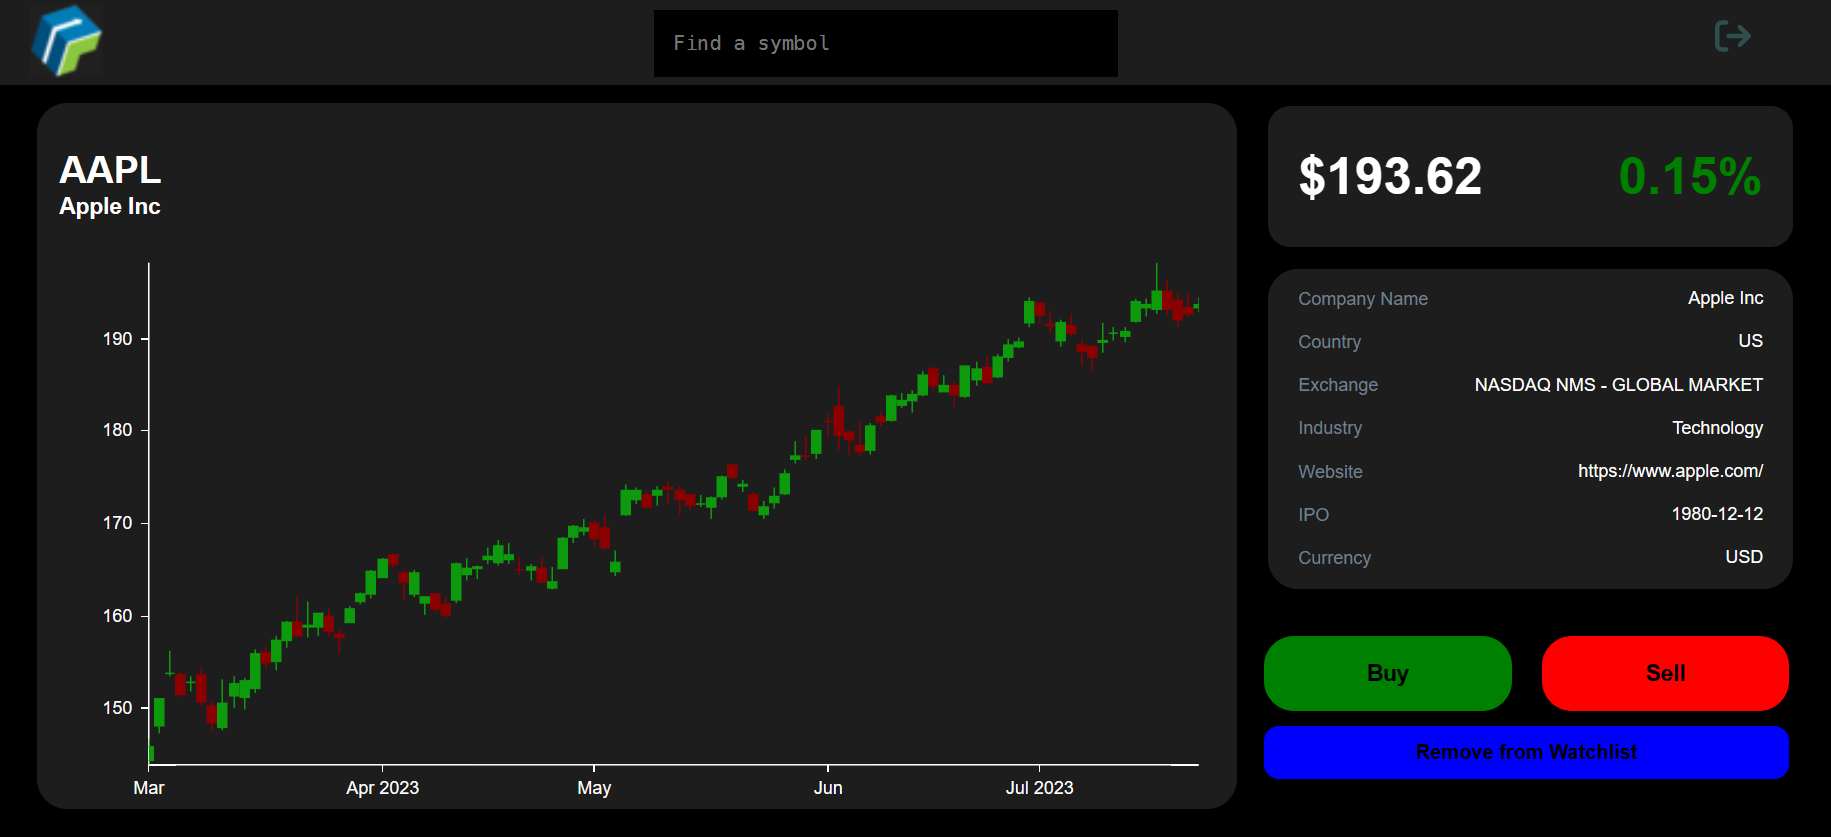 Find a symbol
AAPL
Apple Inc
190
180
170
160
150
Mar Apr 2023 May Jun Jul 2023
$193.62 0.15%
Company Name Apple Inc
Country US
Exchange NASDAQ NMS - GLOBAL MARKET
Industry Technology
Website https://www.apple.com/
IPO 1980-12-12
Currency USD
Buy Sell
Remove from Watchlist